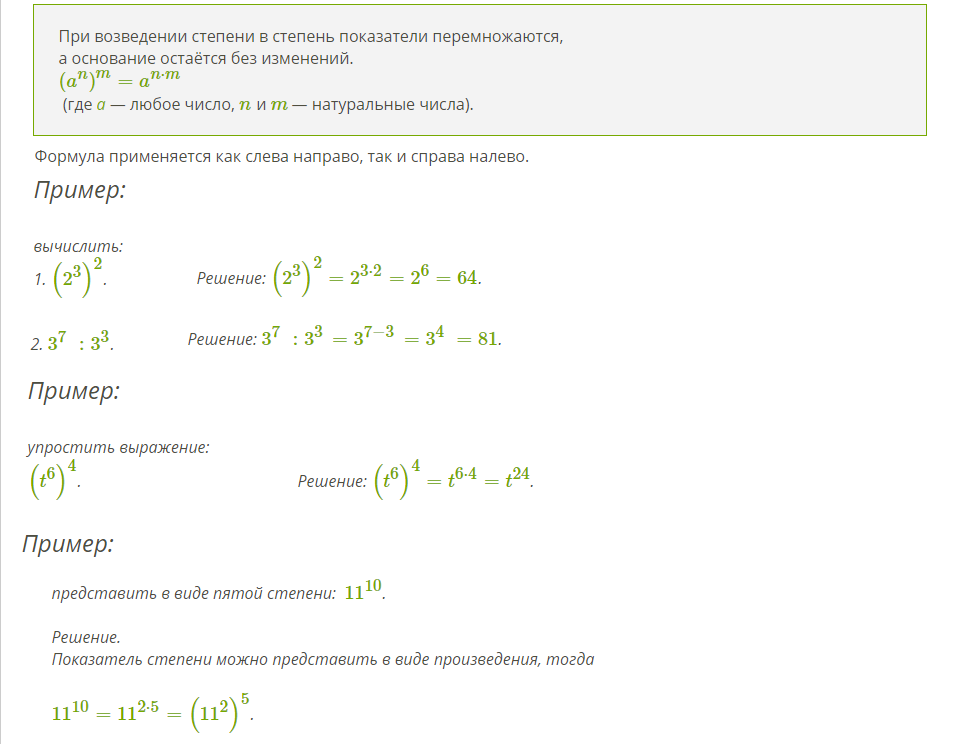 При возведении степени в степень показатели перемножаются,
а основание остаётся без изменений.
(aⁿ)ᵐ = aⁿ·ᵐ
(где a — любое число, n и m — натуральные числа).
Формула применяется как слева направо, так и справа налево.
Пример:
вычислить:
1. (2³)². Решение: (2³)² = 2³·² = 2⁶ = 64.
2. 3⁷ : 3³. Решение: 3⁷ : 3³ = 3⁷⁻³ = 3⁴ = 81.
Пример:
упростить выражение:
(t⁶)⁴. Решение: (t⁶)⁴ = t⁶·⁴ = t²⁴.
Пример:
представить в виде пятой степени: 11¹⁰.
Решение.
Показатель степени можно представить в виде произведения, тогда
11¹⁰ = 11²·⁵ = (11²)⁵.